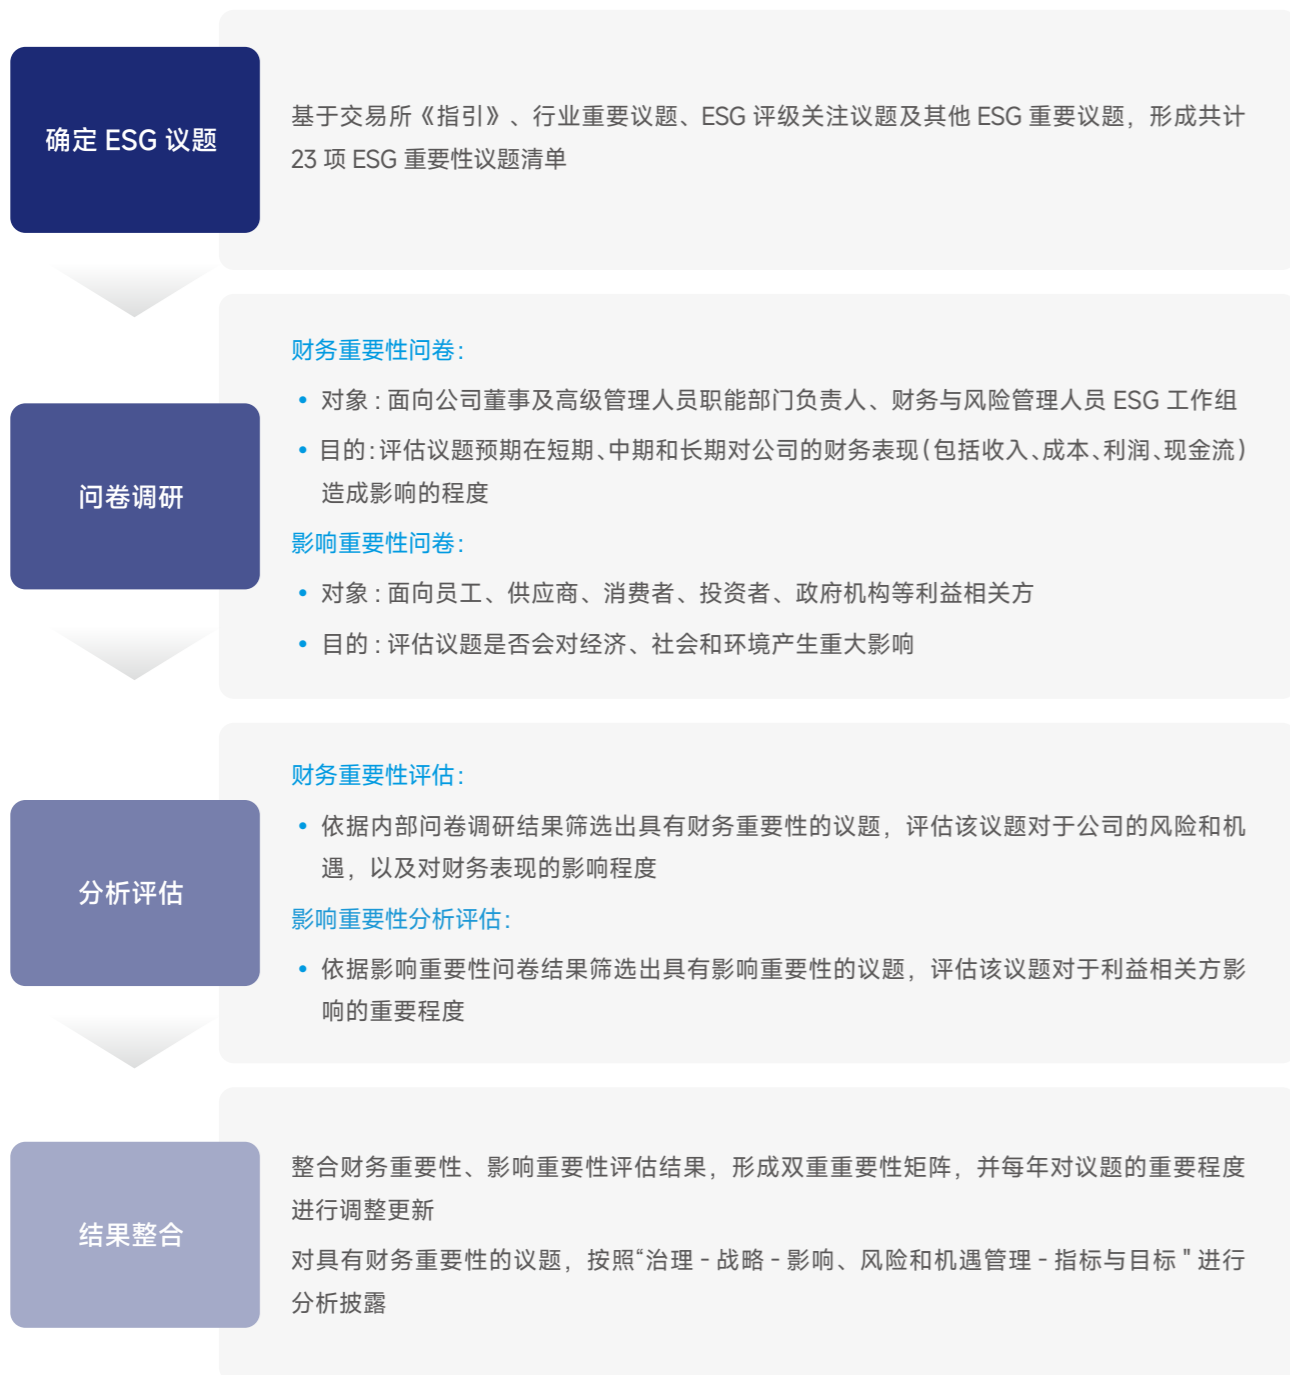 确定 ESG 议题
基于交易所《指引》、行业重要议题、ESG 评级关注议题及其他 ESG 重要议题，形成共计
23 项 ESG 重要性议题清单
问卷调研
财务重要性问卷：
• 对象：面向公司董事及高级管理人员职能部门负责人、财务与风险管理人员 ESG 工作组
• 目的：评估议题预期在短期、中期和长期对公司的财务表现（包括收入、成本、利润、现金流）
造成影响的程度
影响重要性问卷：
• 对象：面向员工、供应商、消费者、投资者、政府机构等利益相关方
• 目的：评估议题是否会对经济、社会和环境产生重大影响
分析评估
财务重要性评估：
• 依据内部问卷调研结果筛选出具有财务重要性的议题，评估该议题对于公司的风险和机
遇，以及对财务表现的影响程度
影响重要性分析评估：
• 依据影响重要性问卷结果筛选出具有影响重要性的议题，评估该议题对于利益相关方影
响的重要程度
结果整合
整合财务重要性、影响重要性评估结果，形成双重重要性矩阵，并每年对议题的重要程度
进行调整更新
对具有财务重要性的议题，按照“治理 - 战略 - 影响、风险和机遇管理 - 指标与目标 " 进行
分析披露